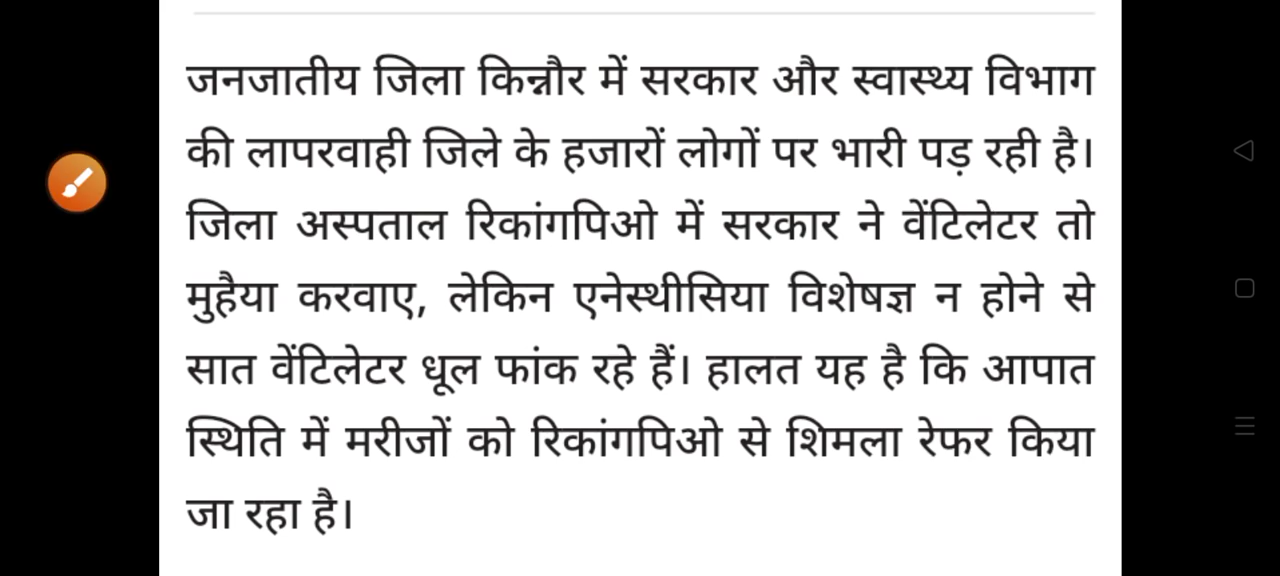 जनजातीय जिला किन्नौर में सरकार और स्वास्थ्य विभाग
की लापरवाही जिले के हजारों लोगों पर भारी पड़ रही है।
जिला अस्पताल रिकांगपिओ में सरकार ने वेंटिलेटर तो
मुहैया करवाए, लेकिन एनेस्थीसिया विशेषज्ञ न होने से
सात वेंटिलेटर धूल फांक रहे हैं। हालत यह है कि आपात
स्थिति में मरीजों को रिकांगपिओ से शिमला रेफर किया
जा रहा है।